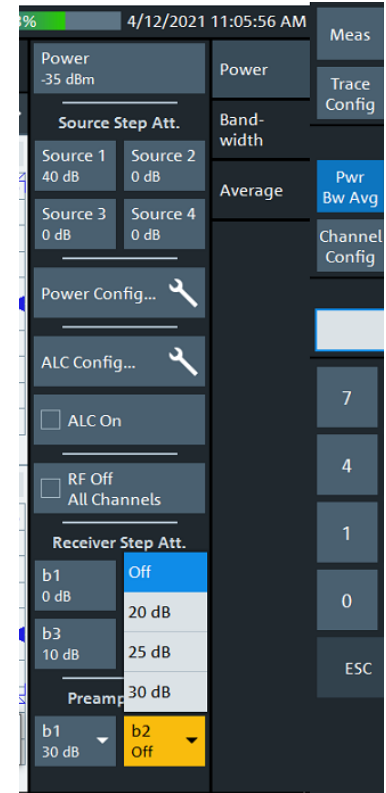 %
4/12/2021 11:05:56 AM
Power
-35 dBm
Source Step Att.
Source 1
40 dB
Source 2
0 dB
Source 3
0 dB
Source 4
0 dB
Power Config...
ALC Config...
ALC On
RF Off
All Channels
Receiver Step Att.
b1
0 dB
b3
10 dB
Off
20 dB
25 dB
30 dB
Preamp
b1
30 dB
b2
Off
Power
Band-
width
Average
Meas
Trace
Config
Pwr
Bw Avg
Channel
Config
7
4
1
0
ESC